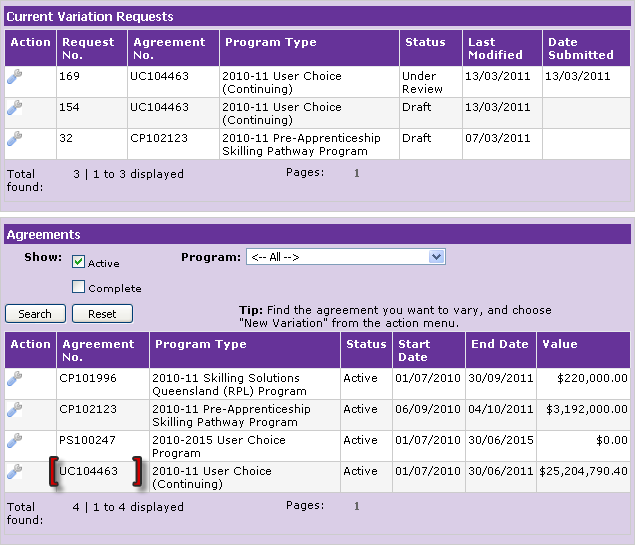 Current Variation Requests
Action Request No. Agreement No. Program Type Status Last Modified Date Submitted
169 UC104463 2010-11 User Choice (Continuing) Under Review 13/03/2011 13/03/2011
154 UC104463 2010-11 User Choice (Continuing) Draft 13/03/2011
32 CP102123 2010-11 Pre-Apprenticeship Skilling Pathway Program Draft 07/03/2011
Total found: 3 | 1 to 3 displayed Pages: 1
Agreements
Show: Active Program: <-- All -->
Complete
Search Reset Tip: Find the agreement you want to vary, and choose
"New Variation" from the action menu.
Action Agreement No. Program Type Status Start Date End Date Value
CP101996 2010-11 Skilling Solutions Queensland (RPL) Program Active 01/07/2010 30/09/2011 $220,000.00
CP102123 2010-11 Pre-Apprenticeship Skilling Pathway Program Active 06/09/2010 04/10/2011 $3,192,000.00
PS100247 2010-2015 User Choice Program Active 01/07/2010 30/06/2015 $0.00
UC104463 2010-11 User Choice (Continuing) Active 01/07/2010 30/06/2011 $25,204,790.40
Total found: 4 | 1 to 4 displayed Pages: 1